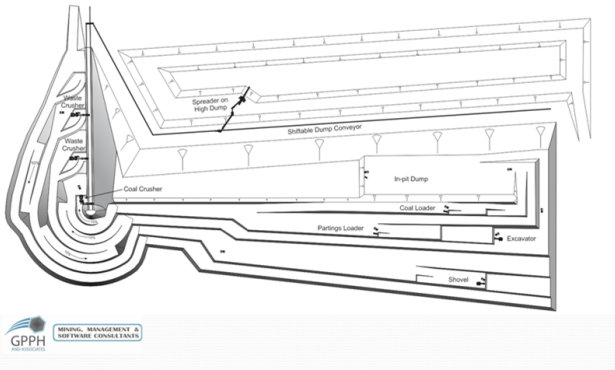 Waste
Crusher
Spreader on
High Dump
Shiftable Dump Conveyor
Waste
Crusher
In-pit Dump
Coal Crusher
Coal Loader
Partings Loader
Excavator
Shovel
GPPH
AND ASSOCIATES
MINING, MANAGEMENT &
SOFTWARE CONSULTANTS